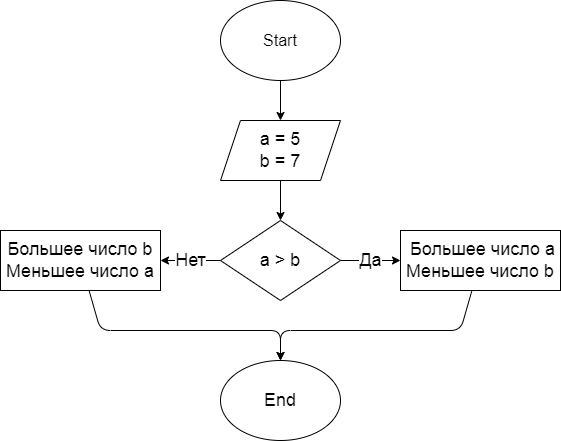 Start
a = 5
b = 7
Большее число b
Меньшее число a
Нет
a > b
Да
Большее число a
Меньшее число b
End